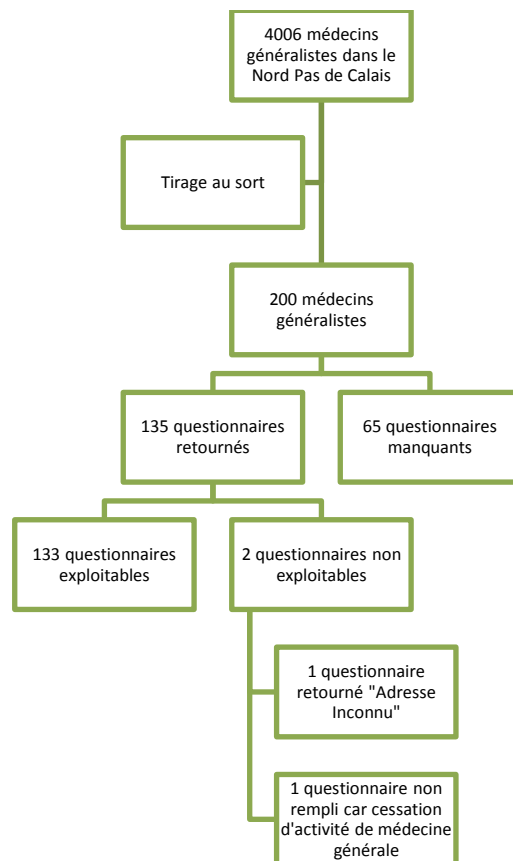 4006 médecins
généralistes dans le
Nord Pas de Calais
Tirage au sort
200 médecins
généralistes
135 questionnaires
retournés
65 questionnaires
manquants
133 questionnaires
exploitables
2 questionnaires non
exploitables
1 questionnaire
retourné "Adresse
Inconnu"
1 questionnaire non
rempli car cessation
d'activité de médecine
générale